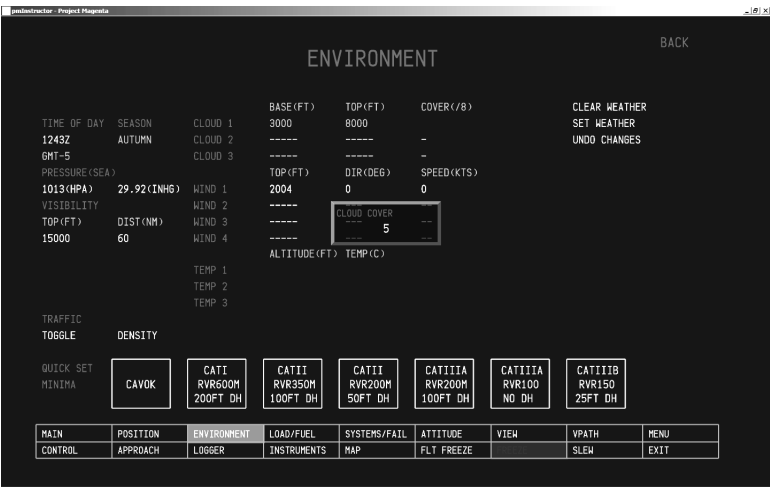 pmInstructor - Project Magenta
BACK
ENVIRONMENT
BASE(FT) TOP(FT) COVER(/8) CLEAR WEATHER
TIME OF DAY SEASON CLOUD 1 3000 8000 SET WEATHER
1243Z AUTUMN CLOUD 2 ----- ----- - UNDO CHANGES
GMT-5 CLOUD 3 ----- ----- -
PRESSURE(SEA) TOP(FT) DIR(DEG) SPEED(KTS)
1013(HPA) 29.92(INHG) WIND 1 2004 0 0
VISIBILITY WIND 2 ----- --- --
CLOUD COVER
5
TOP(FT) DIST(NM) WIND 3 ----- --- --
15000 60 WIND 4 ----- --- --
ALTITUDE(FT) TEMP(C)
TEMP 1
TEMP 2
TEMP 3
TRAFFIC
TOGGLE DENSITY
QUICK SET
MINIMA
CAVOK
CATI
RVR600M
200FT DH
CATII
RVR350M
100FT DH
CATII
RVR200M
50FT DH
CATIIIA
RVR200M
100FT DH
CATIIIA
RVR100
NO DH
CATIIIB
RVR150
25FT DH
MAIN POSITION ENVIRONMENT LOAD/FUEL SYSTEMS/FAIL ATTITUDE VIEW VPATH MENU
CONTROL APPROACH LOGGER INSTRUMENTS MAP FLT FREEZE SLEW EXIT